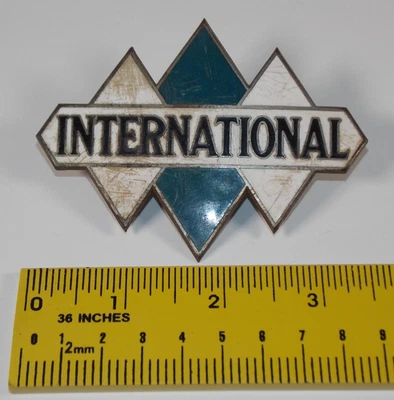 INTERNATIONAL
0 1 2 3
36 INCHES
0 1 2 3 4 5 6 7 8 9
2mm